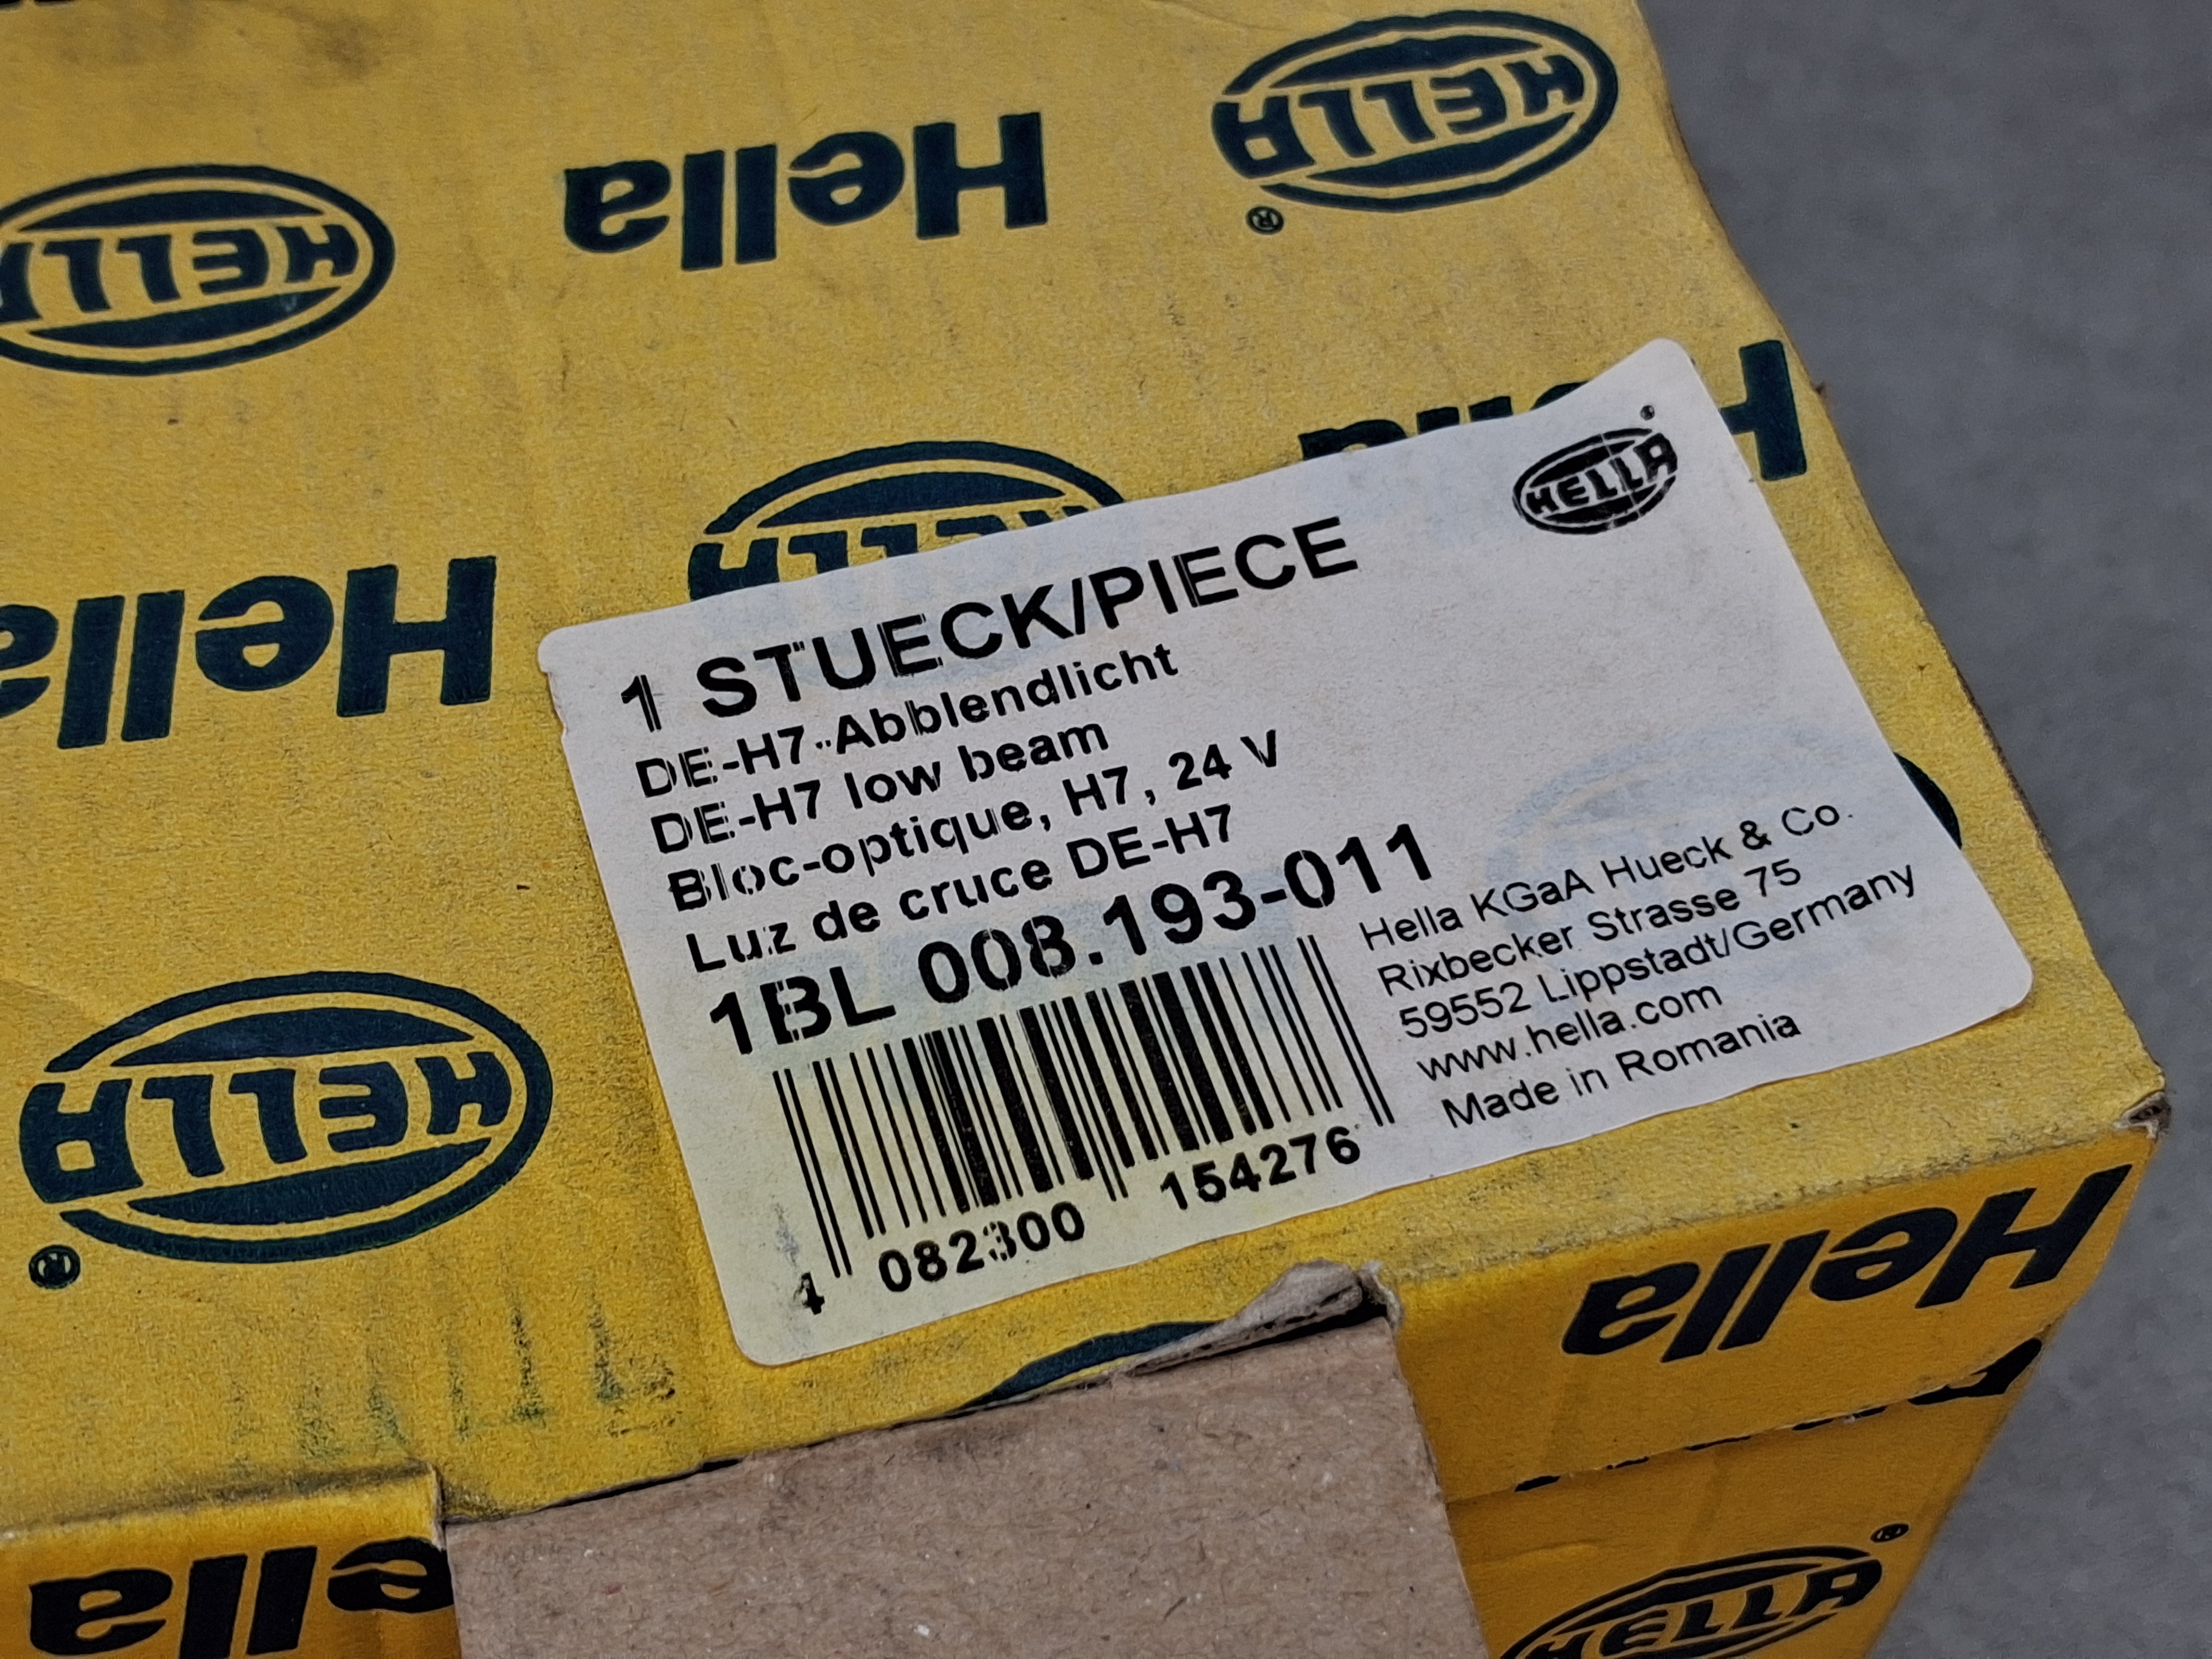 HELLA
Hella
HELLA
Hella
HELLA
Hella
HELLA
HELLA
1 STUECK/PIECE
DE-H7-Abblendlicht
DE-H7 low beam
Bloc-optique, H7, 24 V
Luz de cruce DE-H7
1BL 008.193-011
Hella KGaA Hueck & Co.
Rixbecker Strasse 75
59552 Lippstadt/Germany
www.hella.com
Made in Romania
4 082300 154276
HELLA
Hella
Hella
HELLA